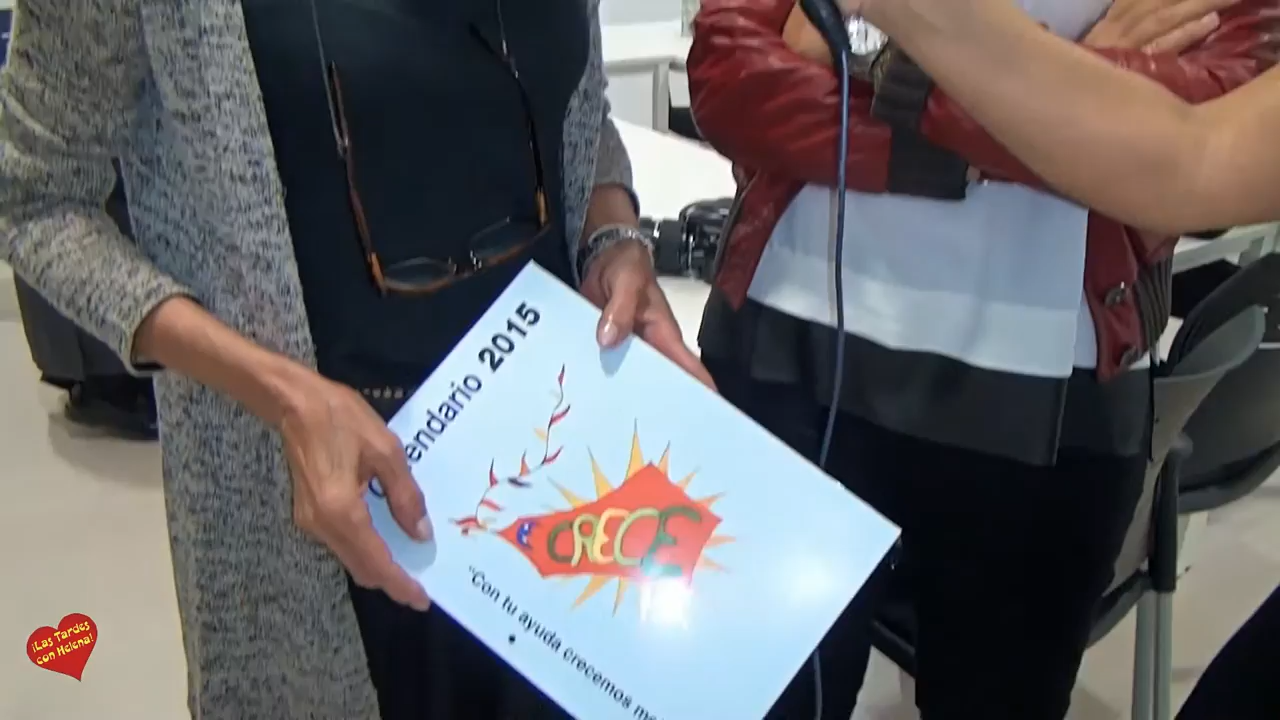 endario 2015
CRECE
"Con tu ayuda crecemos
¡Las Tardes
con Helena!